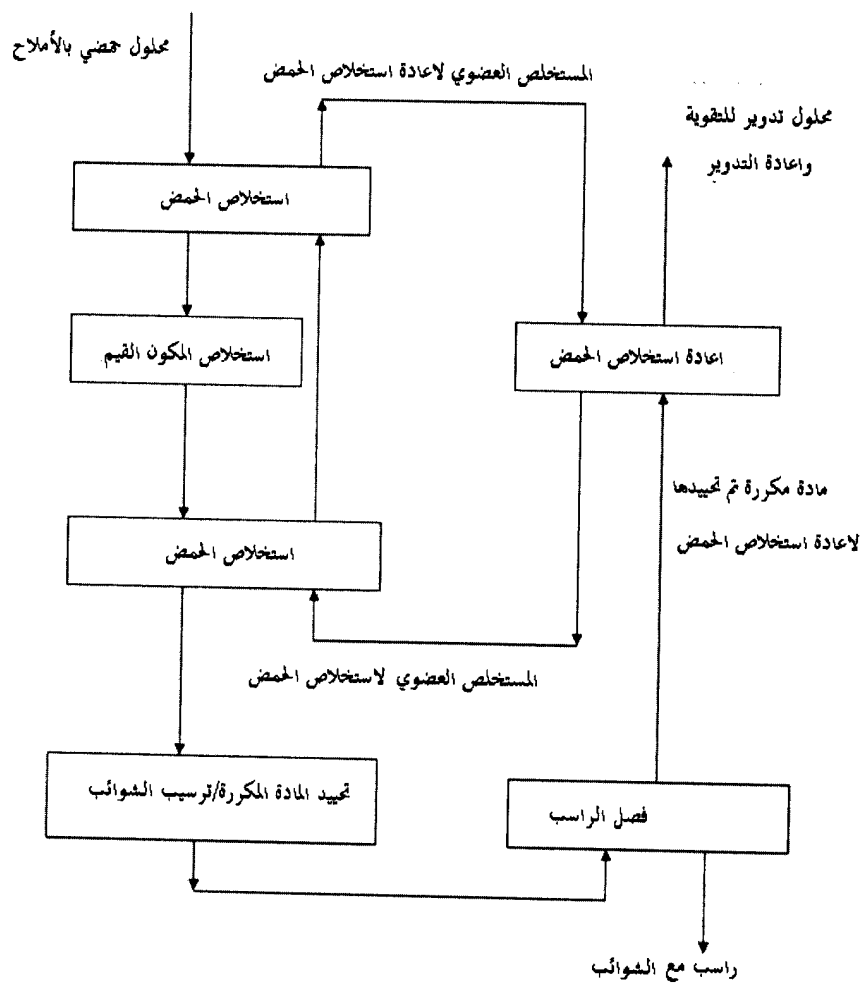 محلول حمضي بالأملاح
المستخلص العضوي لاعادة استخلاص الحمض
محلول تدوير للتقوية
واعادة التدوير
استخلاص الحمض
استخلاص المكون القيم
اعادة استخلاص الحمض
مادة مكررة تم تحييدها
لاعادة استخلاص الحمض
استخلاص الحمض
المستخلص العضوي لاستخلاص الحمض
تحييد المادة المكررة/ترسيب الشوائب
فصل الراسب
راسب مع الشوائب